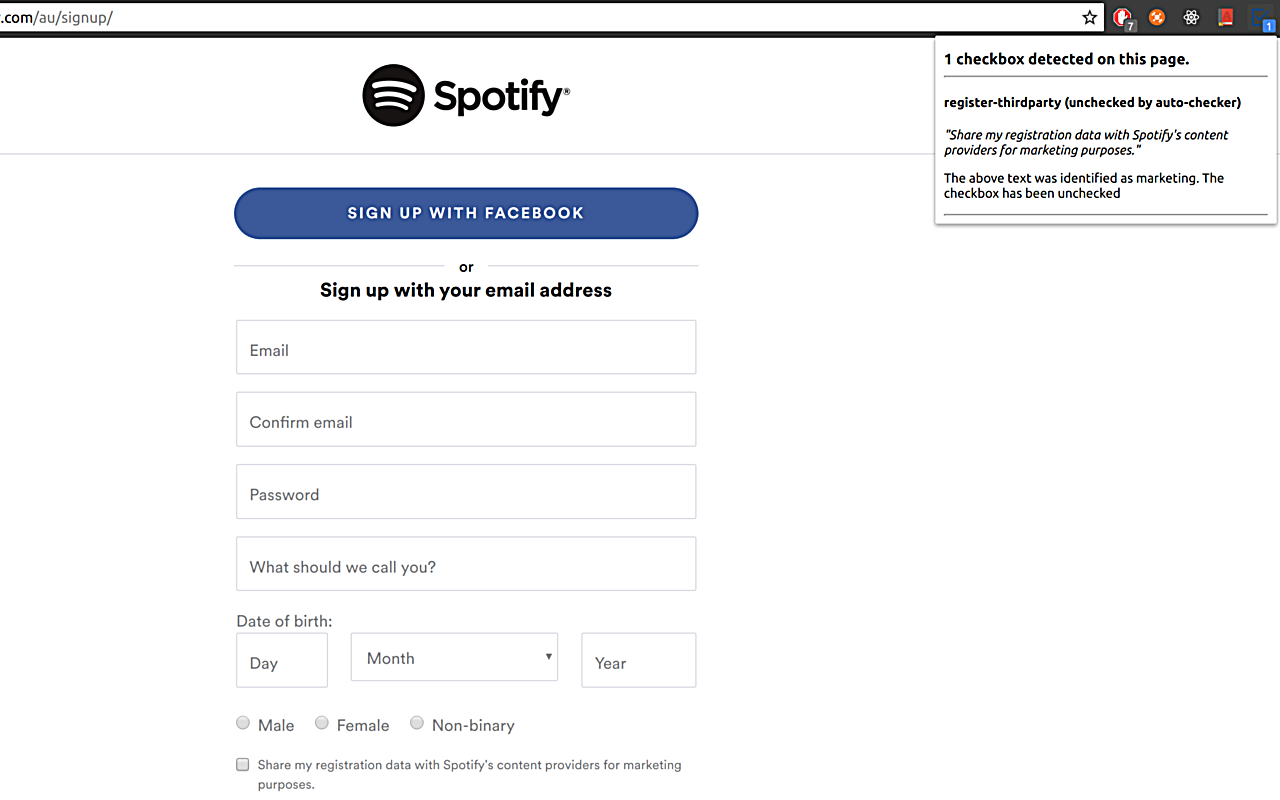 .com/au/signup/
7
1
1 checkbox detected on this page.
register-thirdparty (unchecked by auto-checker)
"Share my registration data with Spotify's content
providers for marketing purposes."
The above text was identified as marketing. The
checkbox has been unchecked
Spotify®
SIGN UP WITH FACEBOOK
or
Sign up with your email address
Email
Confirm email
Password
What should we call you?
Date of birth:
Day
Month
Year
Male
Female
Non-binary
Share my registration data with Spotify's content providers for marketing
purposes.